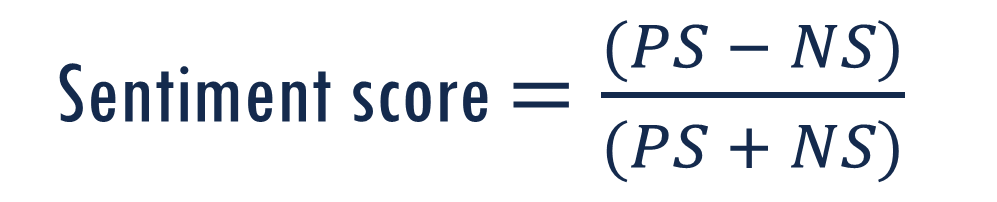 Sentiment score = (PS − NS) / (PS + NS)